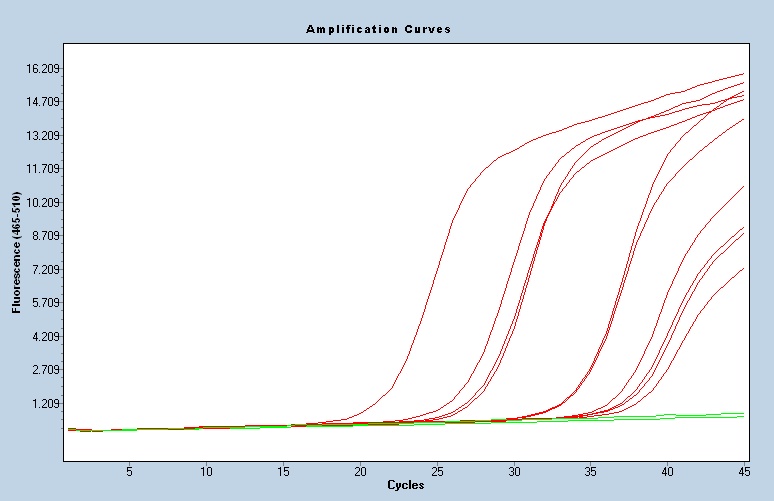 Amplification Curves
16.209
14.709
13.209
11.709
10.209
8.709
7.209
5.709
4.209
2.709
1.209
Fluorescence (465-510)
5 10 15 20 25 30 35 40 45
Cycles